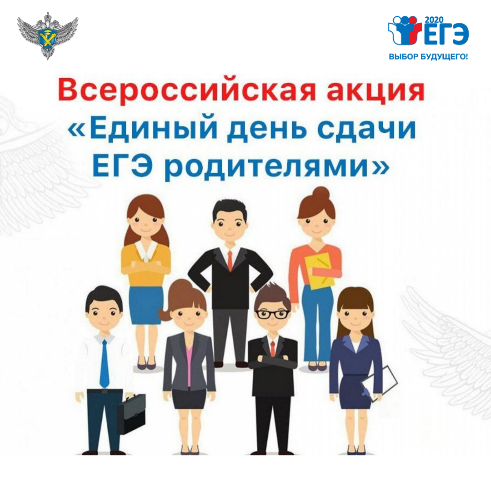 2020
ЕГЭ
ВЫБОР БУДУЩЕГО!
Всероссийская акция
«Единый день сдачи
ЕГЭ родителями»